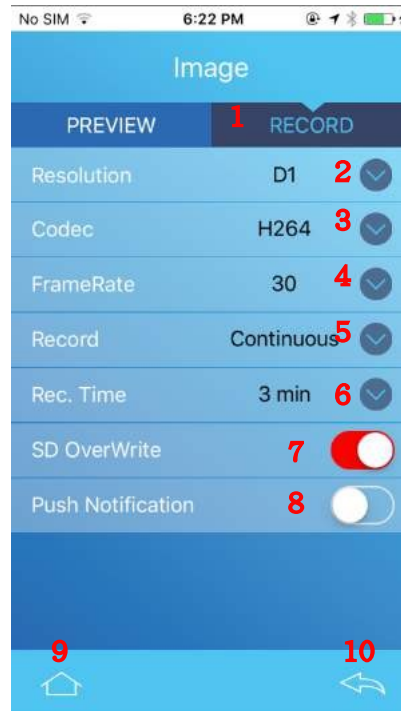 No SIM 6:22 PM
Image
PREVIEW 1 RECORD
Resolution D1 2
Codec H264 3
FrameRate 30 4
Record Continuous 5
Rec. Time 3 min 6
SD OverWrite 7
Push Notification 8
9 10